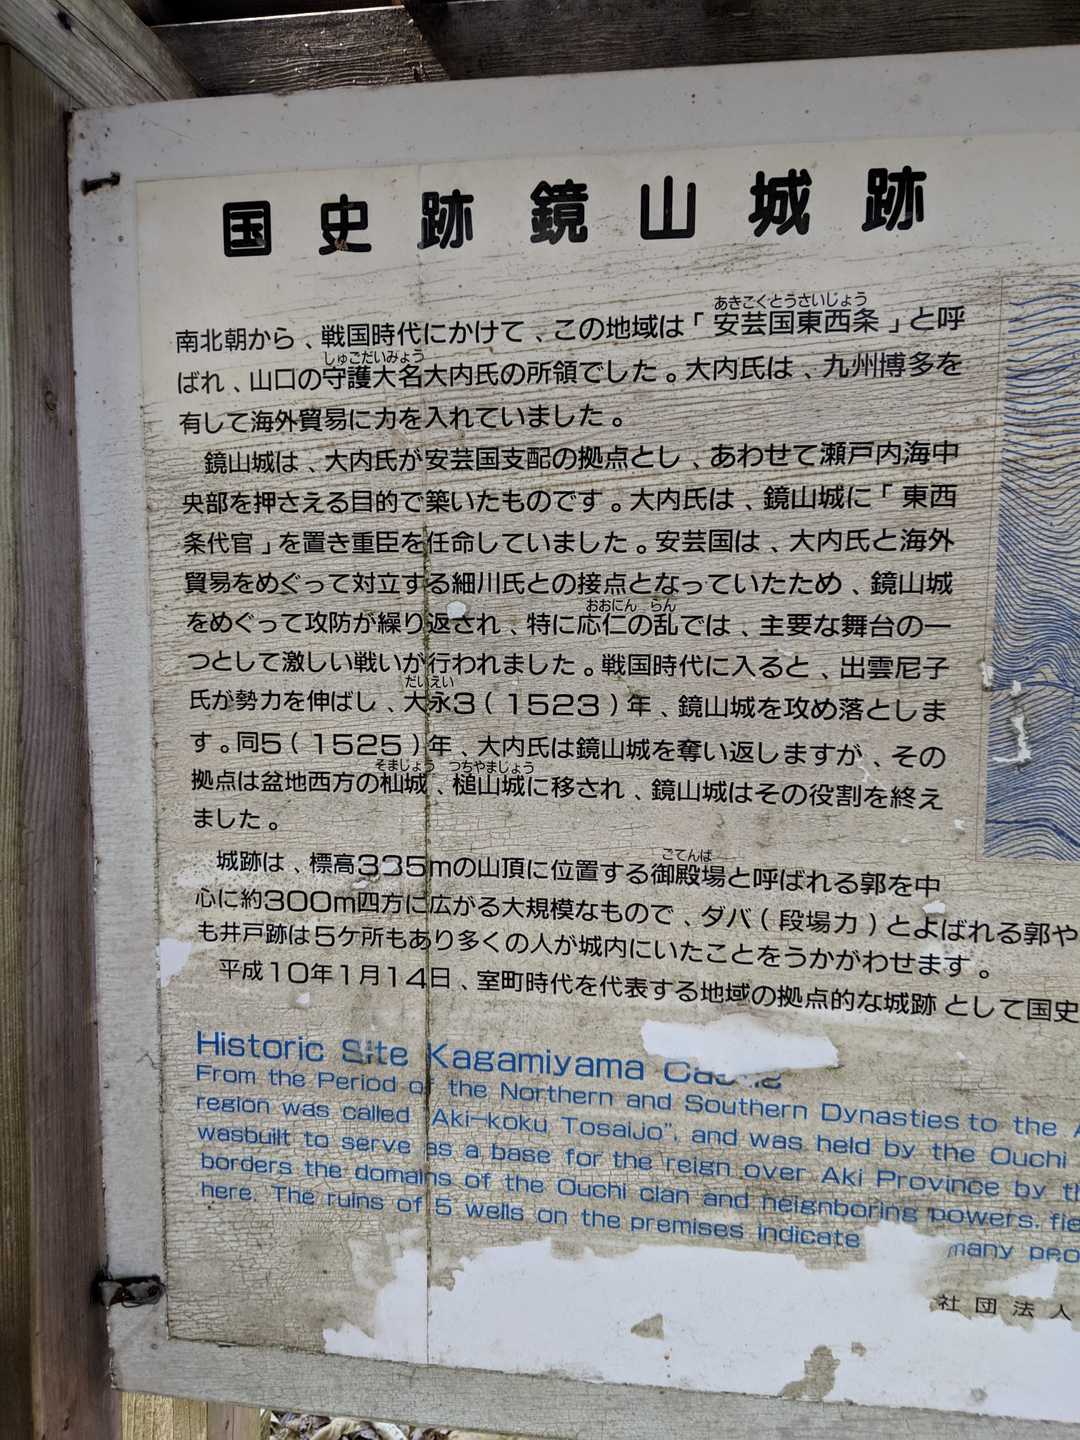 国史跡鏡山城跡
あきこくとうさいじょう
南北朝から、戦国時代にかけて、この地域は「安芸国東西条」と呼
しゅごだいみょう
ばれ、山口の守護大名大内氏の所領でした。大内氏は、九州博多を
有して海外貿易に力を入れていました。
鏡山城は、大内氏が安芸国支配の拠点とし、あわせて瀬戸内海中
央部を押さえる目的で築いたものです。大内氏は、鏡山城に「東西
条代官」を置き重臣を任命していました。安芸国は、大内氏と海外
貿易をめぐって対立する細川氏との接点となっていたため、鏡山城
おおにん らん
をめぐって攻防が繰り返され、特に応仁の乱では、主要な舞台の一
つとして激しい戦いが行われました。戦国時代に入ると、出雲尼子
だいえい
氏が勢力を伸ばし、大永3(1523)年、鏡山城を攻め落としま
す。同5(1525)年、大内氏は鏡山城を奪い返しますが、その
そまじょう つちやまじょう
拠点は盆地西方の杣城、槌山城に移され、鏡山城はその役割を終え
ました。
ごてんば
城跡は、標高335mの山頂に位置する御殿場と呼ばれる郭を中
心に約300m四方に広がる大規模なもので、ダバ(段場力)とよばれる郭や
も井戸跡は5ケ所もあり多くの人が城内にいたことをうかがわせます。
平成10年1月14日、室町時代を代表する地域の拠点的な城跡として国史
Historic Site Kagamiyama
From the Period of the Northern and Southern Dynasties to the A
region was called "Aki-koku Tosaijo", and was held by the Ouchi
wasbuilt to serve as a base for the reign over Aki Province by th
borders the domains of the Ouchi clan and neignboring powers. fie
here. The ruins of 5 wells on the premises indicate many peo
社団法人